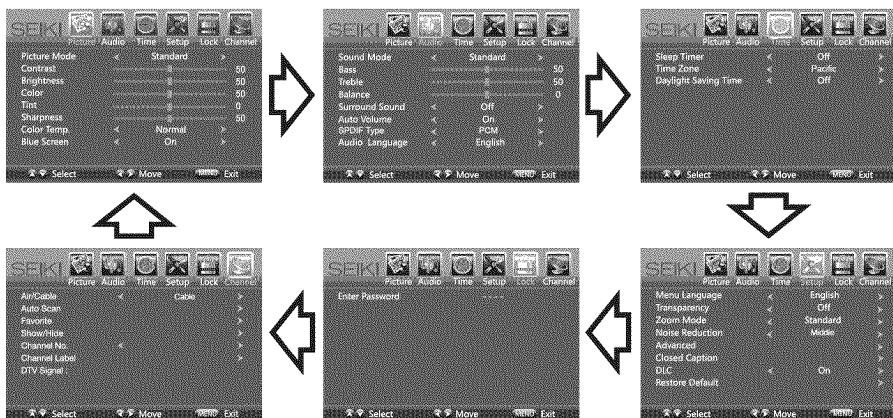 SEIKI
Picture Audio Time Setup Lock Channel
Picture Mode < Standard >
Contrast 50
Brightness 50
Color 50
Tint 0
Sharpness 50
Color Temp. < Normal >
Blue Screen < On >
Select Move MENU Exit
SEIKI
Picture Audio Time Setup Lock Channel
Sound Mode < Standard >
Bass 50
Treble 50
Balance 0
Surround Sound < Off >
Auto Volume < On >
SPDIF Type < PCM >
Audio Language < English >
Select Move MENU Exit
SEIKI
Picture Audio Time Setup Lock Channel
Sleep Timer < Off >
Time Zone < Pacific >
Daylight Saving Time < Off >
Select Move MENU Exit
SEIKI
Picture Audio Time Setup Lock Channel
Air/Cable < Cable >
Auto Scan >
Favorite >
Show/Hide >
Channel No. < >
Channel Label >
DTV Signal :
Select Move MENU Exit
SEIKI
Picture Audio Time Setup Lock Channel
Enter Password - - - -
Select Move MENU Exit
SEIKI
Picture Audio Time Setup Lock Channel
Menu Language < English >
Transparency < Off >
Zoom Mode < Standard >
Noise Reduction < Middle >
Advanced >
Closed Caption >
DLC < On >
Restore Default >
Select Move MENU Exit